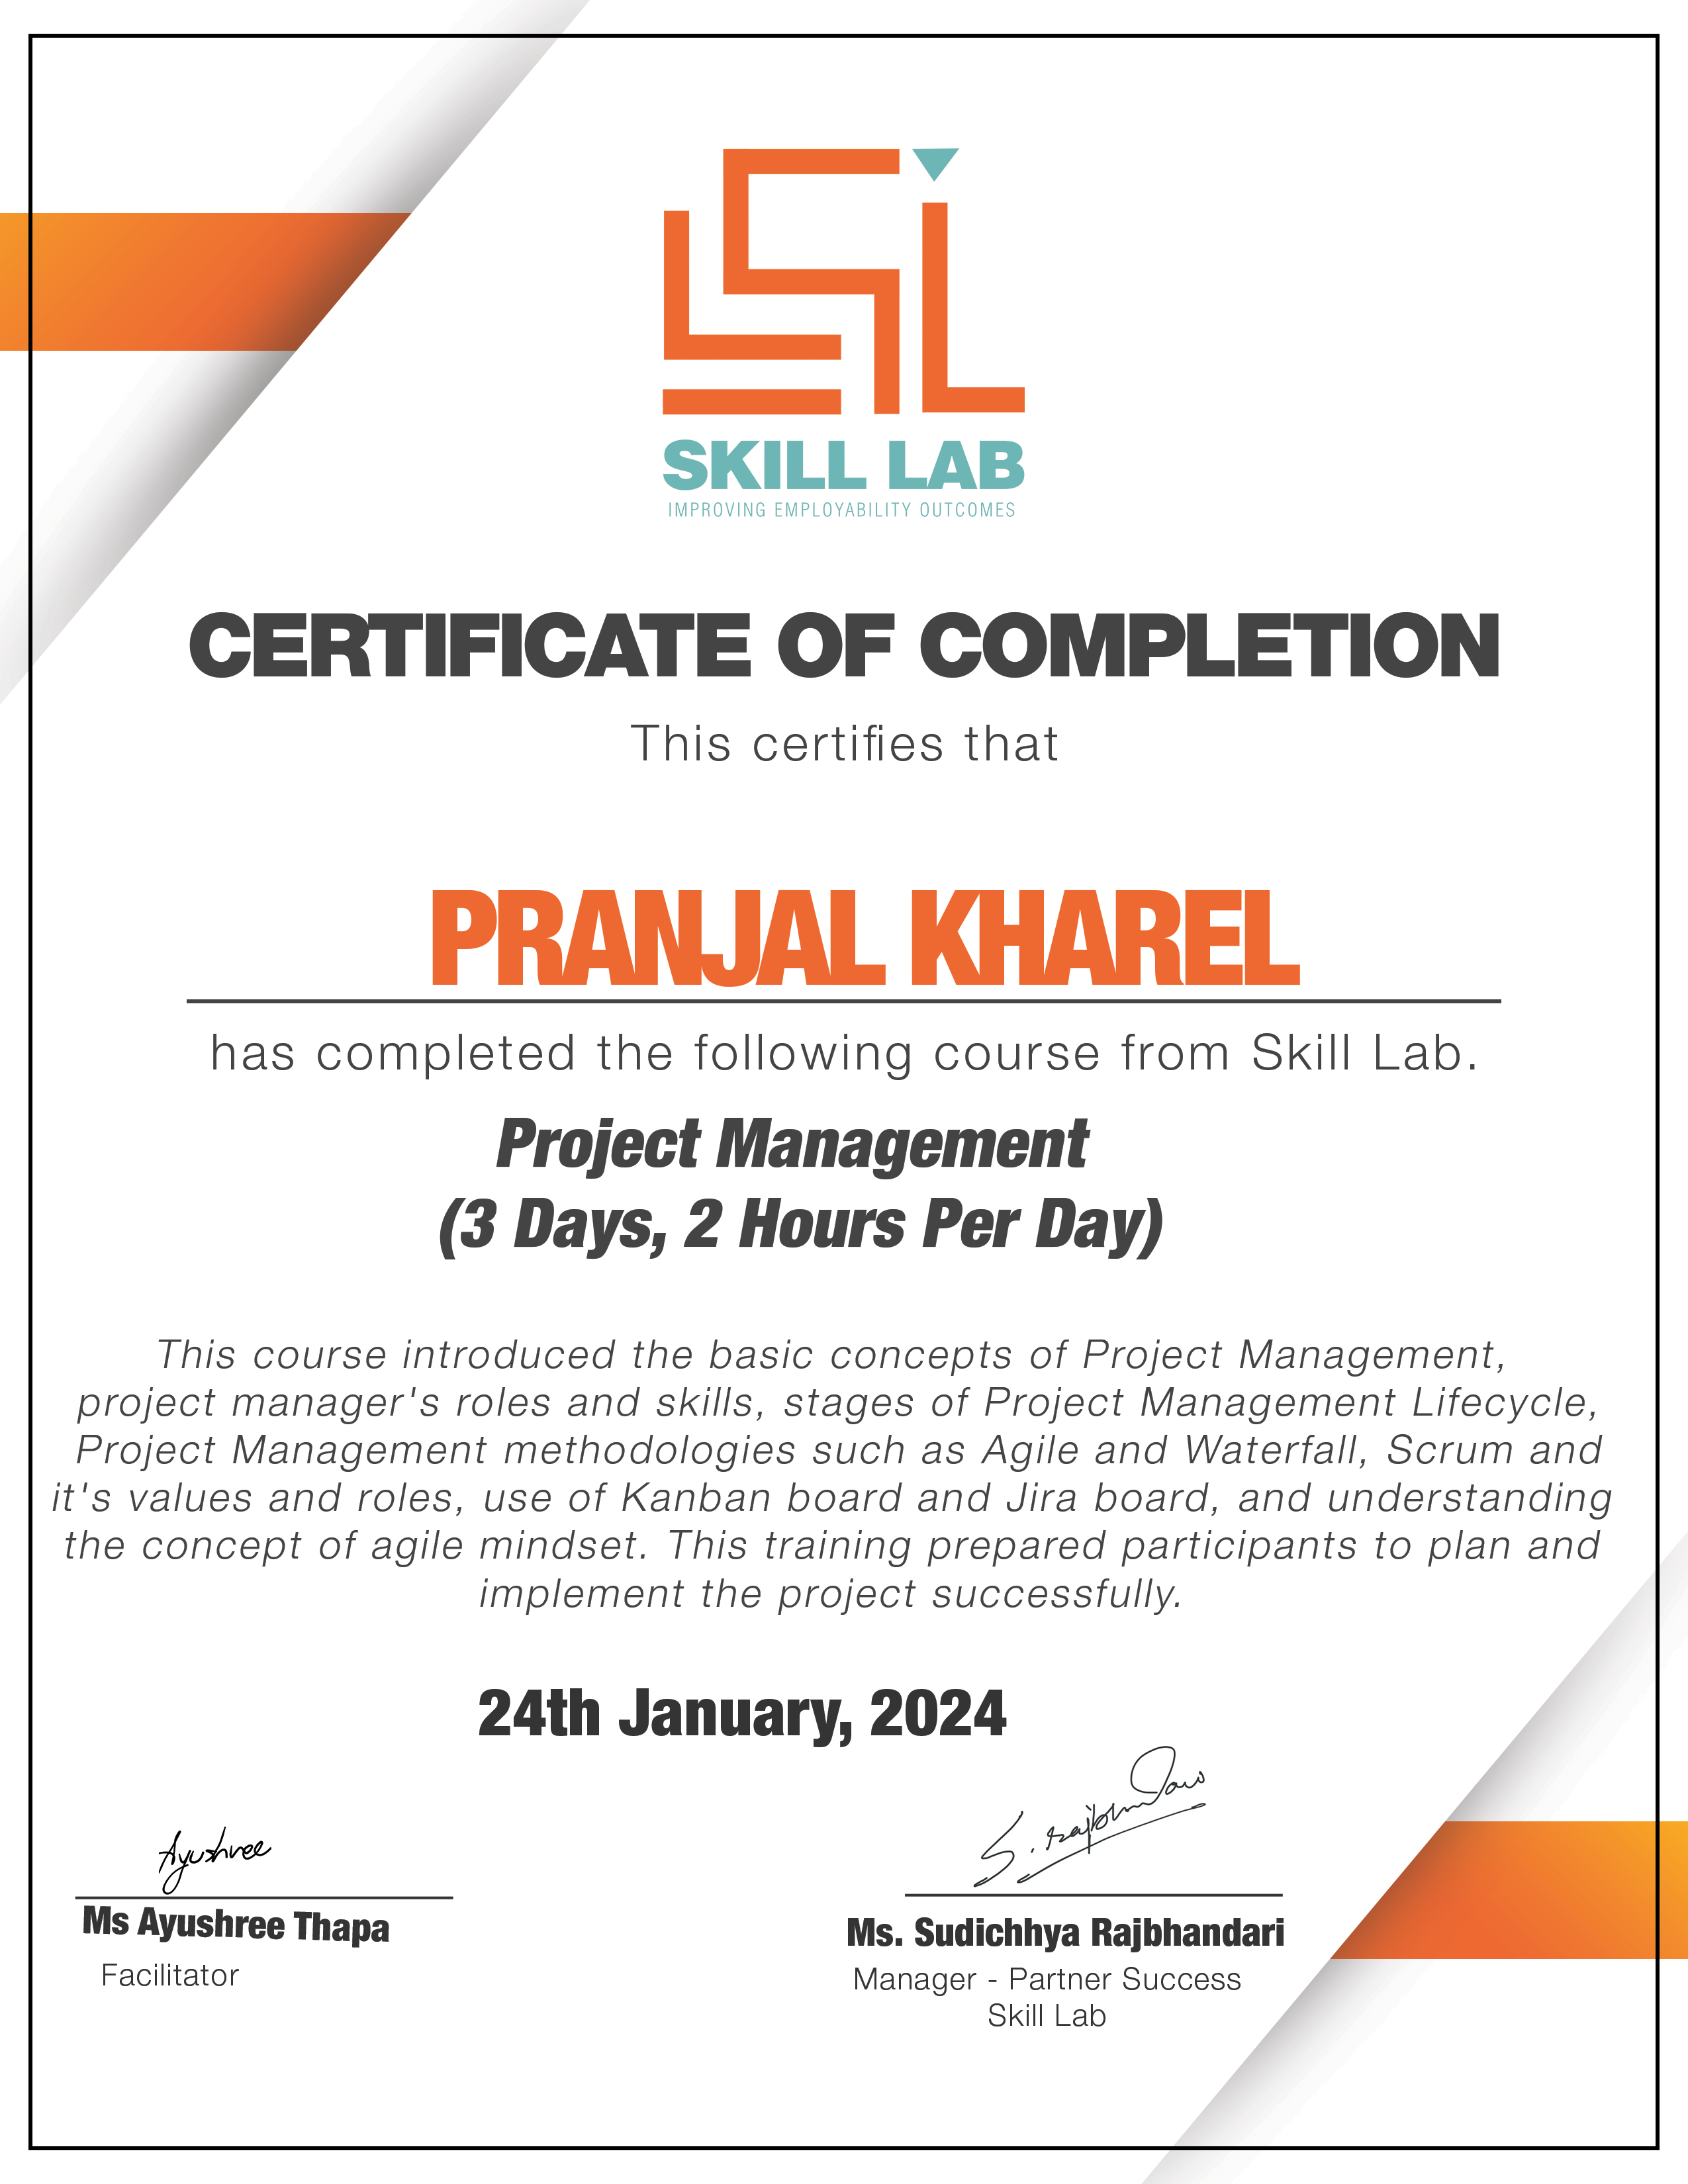 SKILL LAB
IMPROVING EMPLOYABILITY OUTCOMES
CERTIFICATE OF COMPLETION
This certifies that
PRANJAL KHAREL
has completed the following course from Skill Lab.
Project Management
(3 Days, 2 Hours Per Day)
This course introduced the basic concepts of Project Management,
project manager's roles and skills, stages of Project Management Lifecycle,
Project Management methodologies such as Agile and Waterfall, Scrum and
it's values and roles, use of Kanban board and Jira board, and understanding
the concept of agile mindset. This training prepared participants to plan and
implement the project successfully.
24th January, 2024
Ayushree
Ms Ayushree Thapa
Facilitator
Ms. Sudichhya Rajbhandari
Manager - Partner Success
Skill Lab